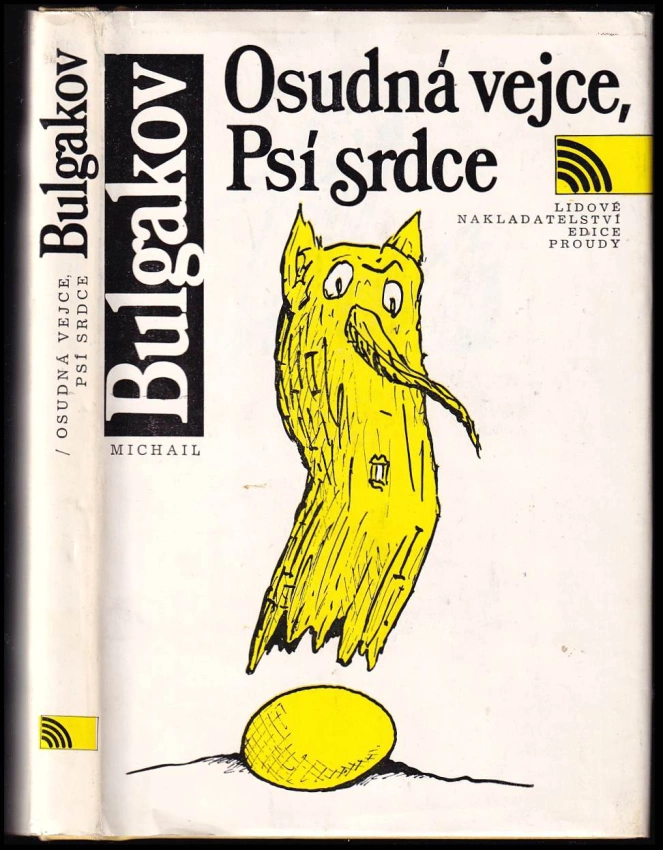 Bulgakov
/ OSUDNÁ VEJCE,
PSÍ SRDCE
Bulgakov
MICHAIL
Osudná vejce,
Psí srdce
LIDOVÉ
NAKLADATELSTVÍ
EDICE
PROUDY